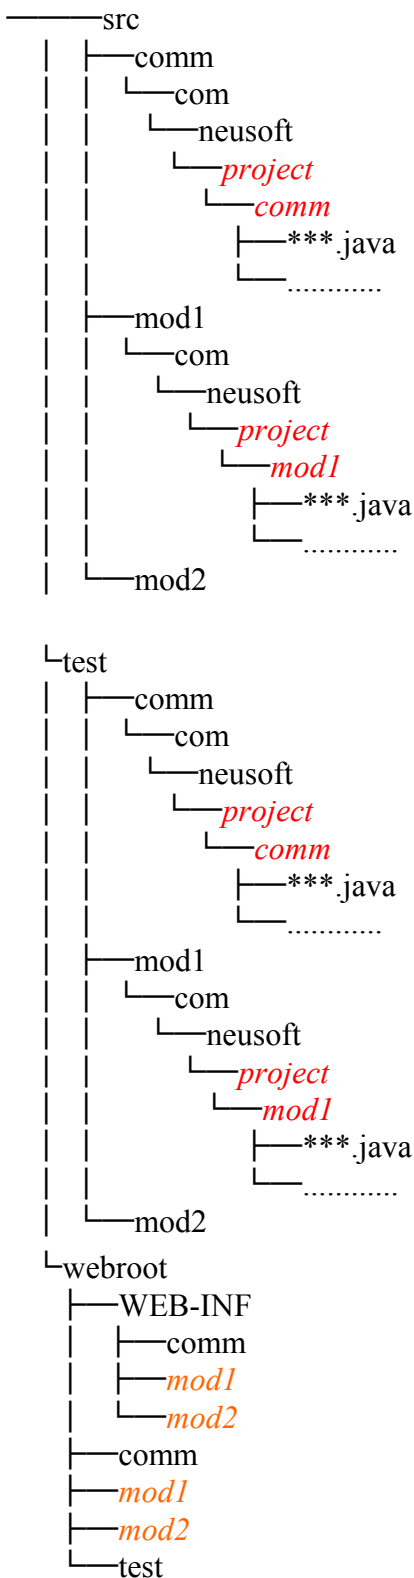 src
comm
com
neusoft
project
comm
***.java
............
mod1
com
neusoft
project
mod1
***.java
............
mod2
test
comm
com
neusoft
project
comm
***.java
............
mod1
com
neusoft
project
mod1
***.java
............
mod2
webroot
WEB-INF
comm
mod1
mod2
comm
mod1
mod2
test